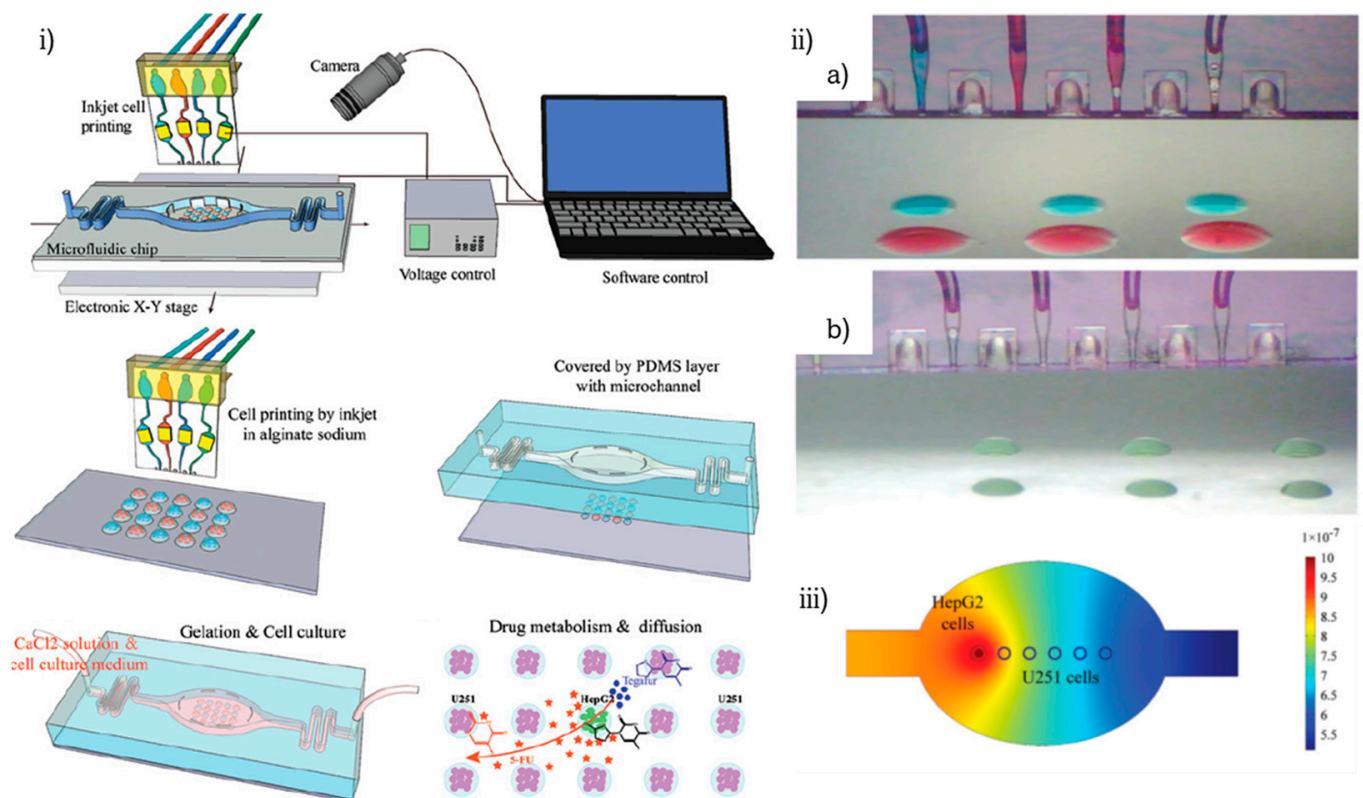 i)
Inkjet cell
printing
Camera
Microfluidic chip
Electronic X-Y stage
Voltage control
Software control
Cell printing by inkjet
in alginate sodium
Covered by PDMS layer
with microchannel
Gelation & Cell culture
CaCl2 solution &
cell culture medium
Drug metabolism & diffusion
Tegafur
U251
HepG2
U251
5-FU
ii)
a)
b)
iii)
HepG2
cells
U251 cells
1×10⁻⁷
10
9.5
9
8.5
8
7.5
7
6.5
6
5.5